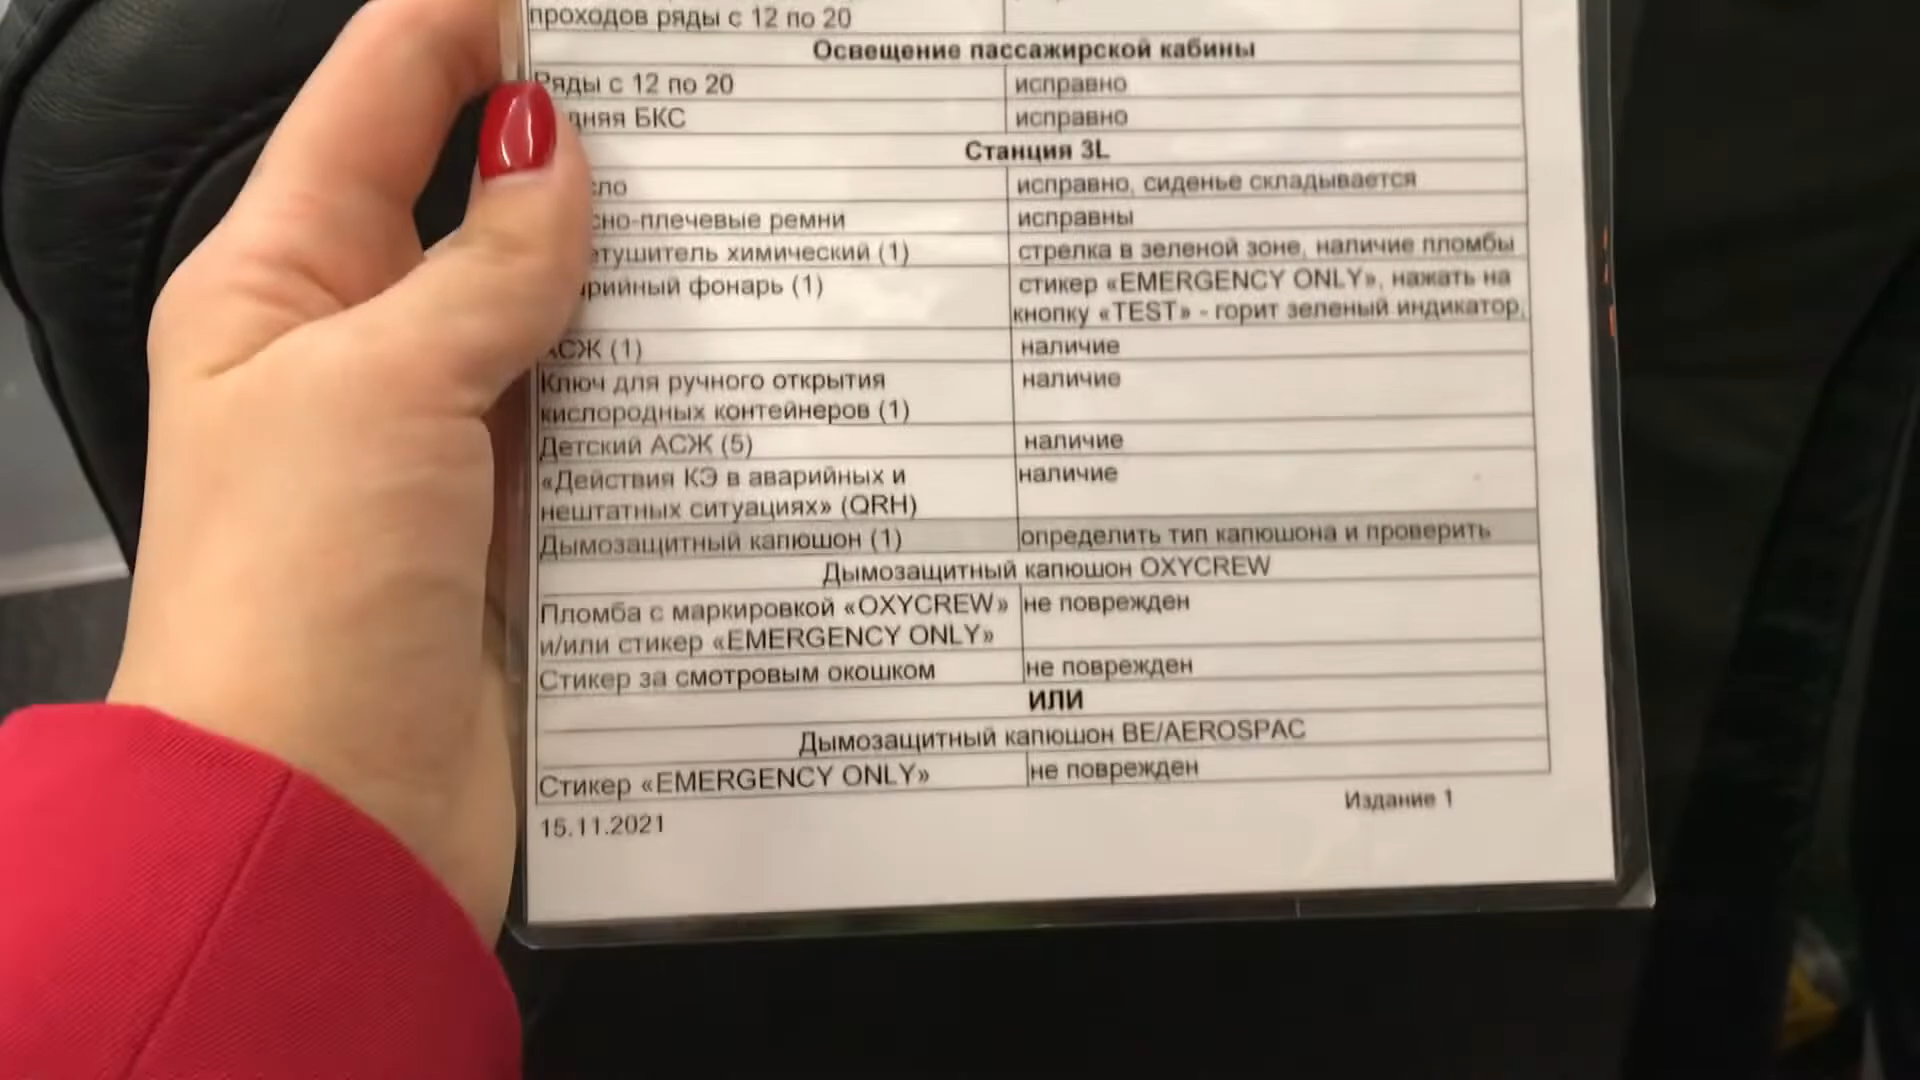 проходов ряды с 12 по 20
Освещение пассажирской кабины
Ряды с 12 по 20 исправно
БКС исправно
Станция 3L
исправно, сиденье складывается
-плечевые ремни исправны
химический (1) стрелка в зеленой зоне, наличие пломбы
фонарь (1) стикер «EMERGENCY ONLY», нажать на
кнопку «TEST» - горит зеленый индикатор,
АСЖ (1) наличие
Ключ для ручного открытия наличие
кислородных контейнеров (1)
Детский АСЖ (5) наличие
«Действия КЭ в аварийных и наличие
нештатных ситуациях» (QRH)
Дымозащитный капюшон (1) определить тип капюшона и проверить
Дымозащитный капюшон OXYCREW
Пломба с маркировкой «OXYCREW» не поврежден
и/или стикер «EMERGENCY ONLY»
Стикер за смотровым окошком не поврежден
ИЛИ
Дымозащитный капюшон BE/AEROSPAC
Стикер «EMERGENCY ONLY» не поврежден
Издание 1
15.11.2021